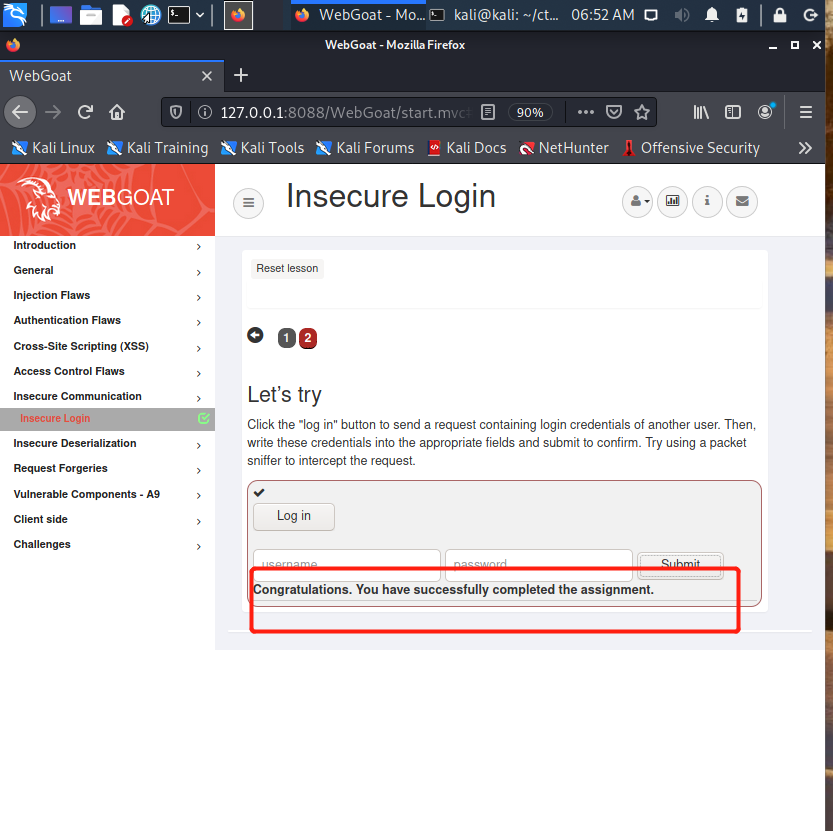 WebGoat - Mo... kali@kali: ~/ct... 06:52 AM
WebGoat - Mozilla Firefox
WebGoat
127.0.0.1:8088/WebGoat/start.mvc# 90%
Kali Linux Kali Training Kali Tools Kali Forums Kali Docs NetHunter Offensive Security
WEBGOAT
Insecure Login
Introduction
General
Injection Flaws
Authentication Flaws
Cross-Site Scripting (XSS)
Access Control Flaws
Insecure Communication
Insecure Login
Insecure Deserialization
Request Forgeries
Vulnerable Components - A9
Client side
Challenges
Reset lesson
1 2
Let's try
Click the "log in" button to send a request containing login credentials of another user. Then,
write these credentials into the appropriate fields and submit to confirm. Try using a packet
sniffer to intercept the request.
Log in
username password Submit
Congratulations. You have successfully completed the assignment.